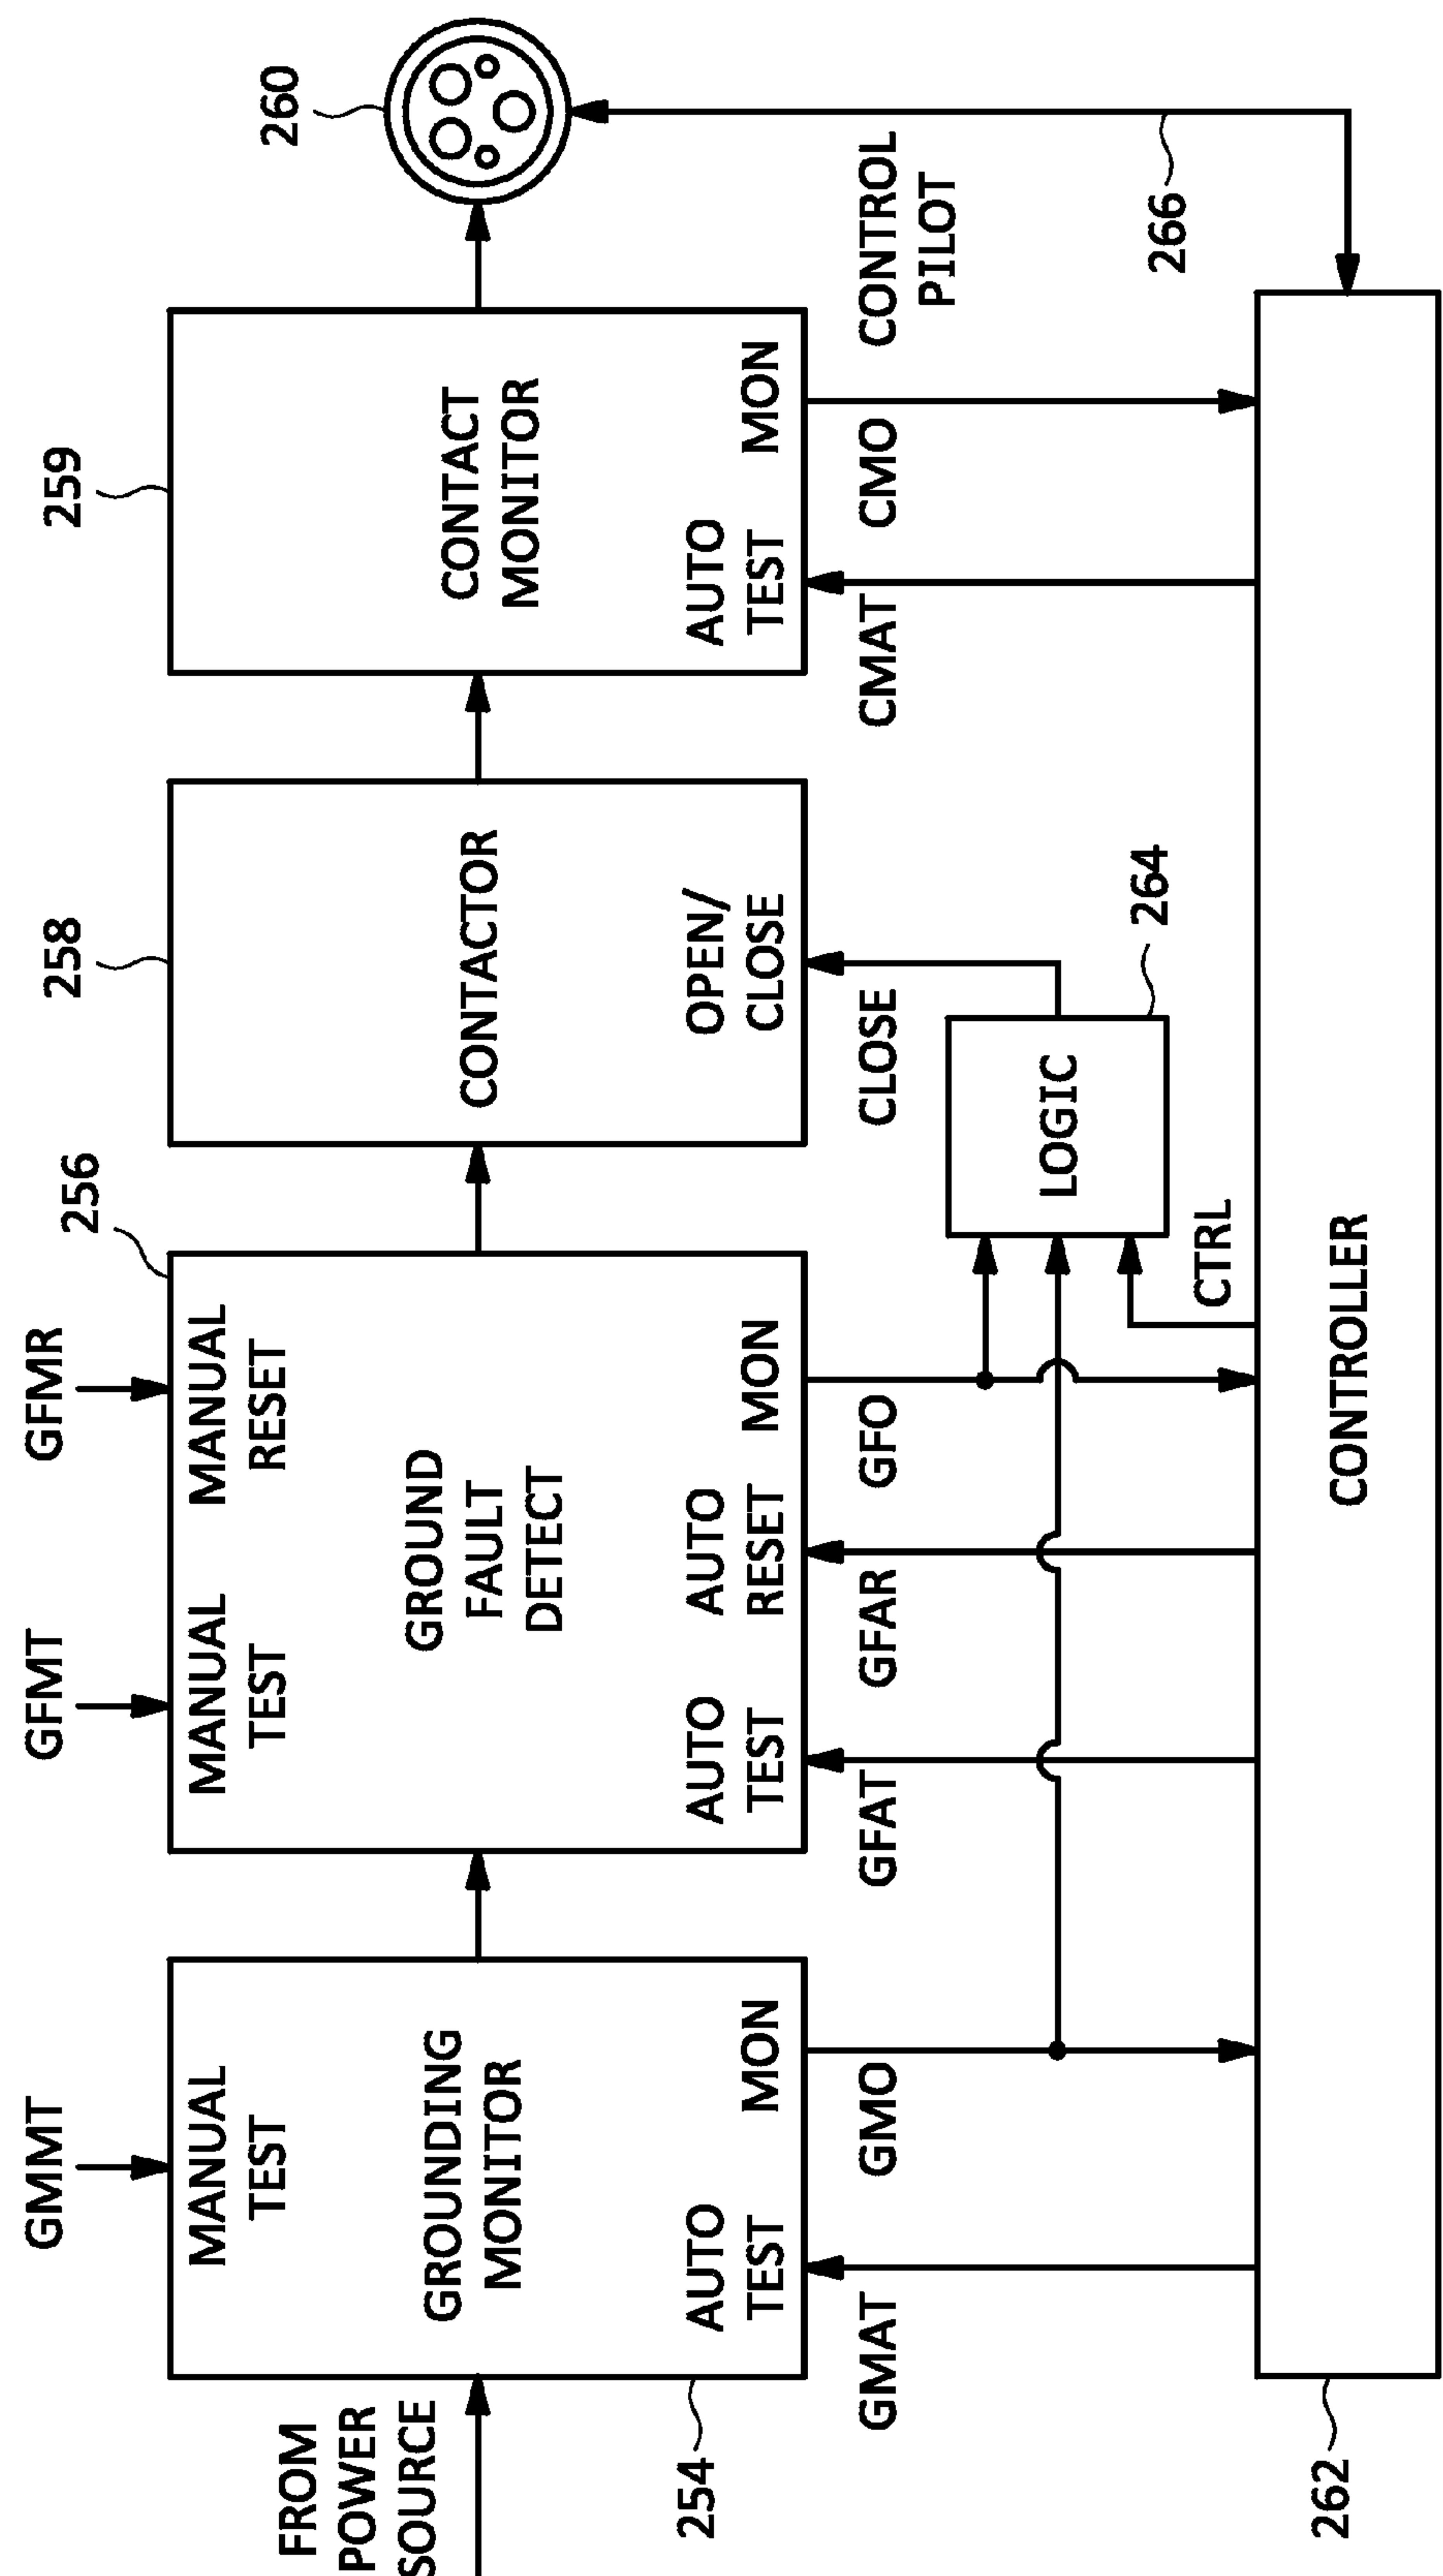 GMMT
GFMT
GFMR
256
258
259
260
FROM
POWER
SOURCE
MANUAL
TEST
GROUNDING
MONITOR
AUTO
TEST
MON
254
MANUAL
TEST
MANUAL
RESET
GROUND
FAULT
DETECT
AUTO
TEST
AUTO
RESET
MON
CONTACTOR
OPEN/
CLOSE
CONTACT
MONITOR
AUTO
TEST
MON
GMAT
GMO
GFAT
GFAR
GFO
CLOSE
CMAT
CMO
CONTROL
PILOT
LOGIC
264
CTRL
266
CONTROLLER
262